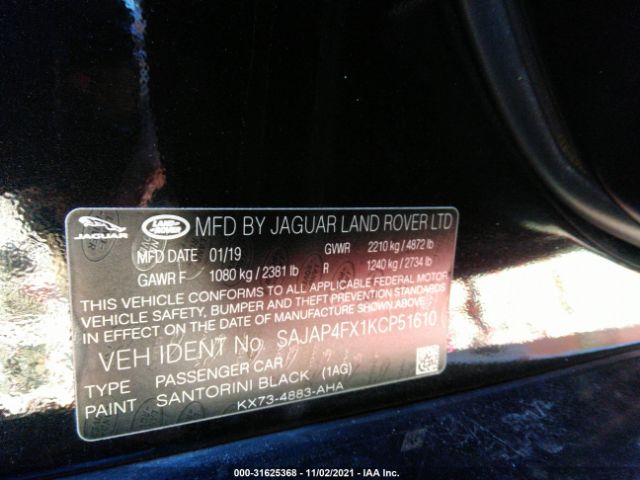 JAGUAR LAND ROVER MFD BY JAGUAR LAND ROVER LTD
MFD DATE 01/19 GVWR 2210 kg / 4872 lb
GAWR F 1080 kg / 2381 lb R 1240 kg / 2734 lb
THIS VEHICLE CONFORMS TO ALL APPLICABLE FEDERAL MOTOR
VEHICLE SAFETY, BUMPER AND THEFT PREVENTION STANDARDS
IN EFFECT ON THE DATE OF MANUFACTURE SHOWN ABOVE.
VEH IDENT No SAJAP4FX1KCP51610
TYPE PASSENGER CAR
PAINT SANTORINI BLACK (1AG)
KX73-4883-AHA
000-31625368 - 11/02/2021 - IAA Inc.